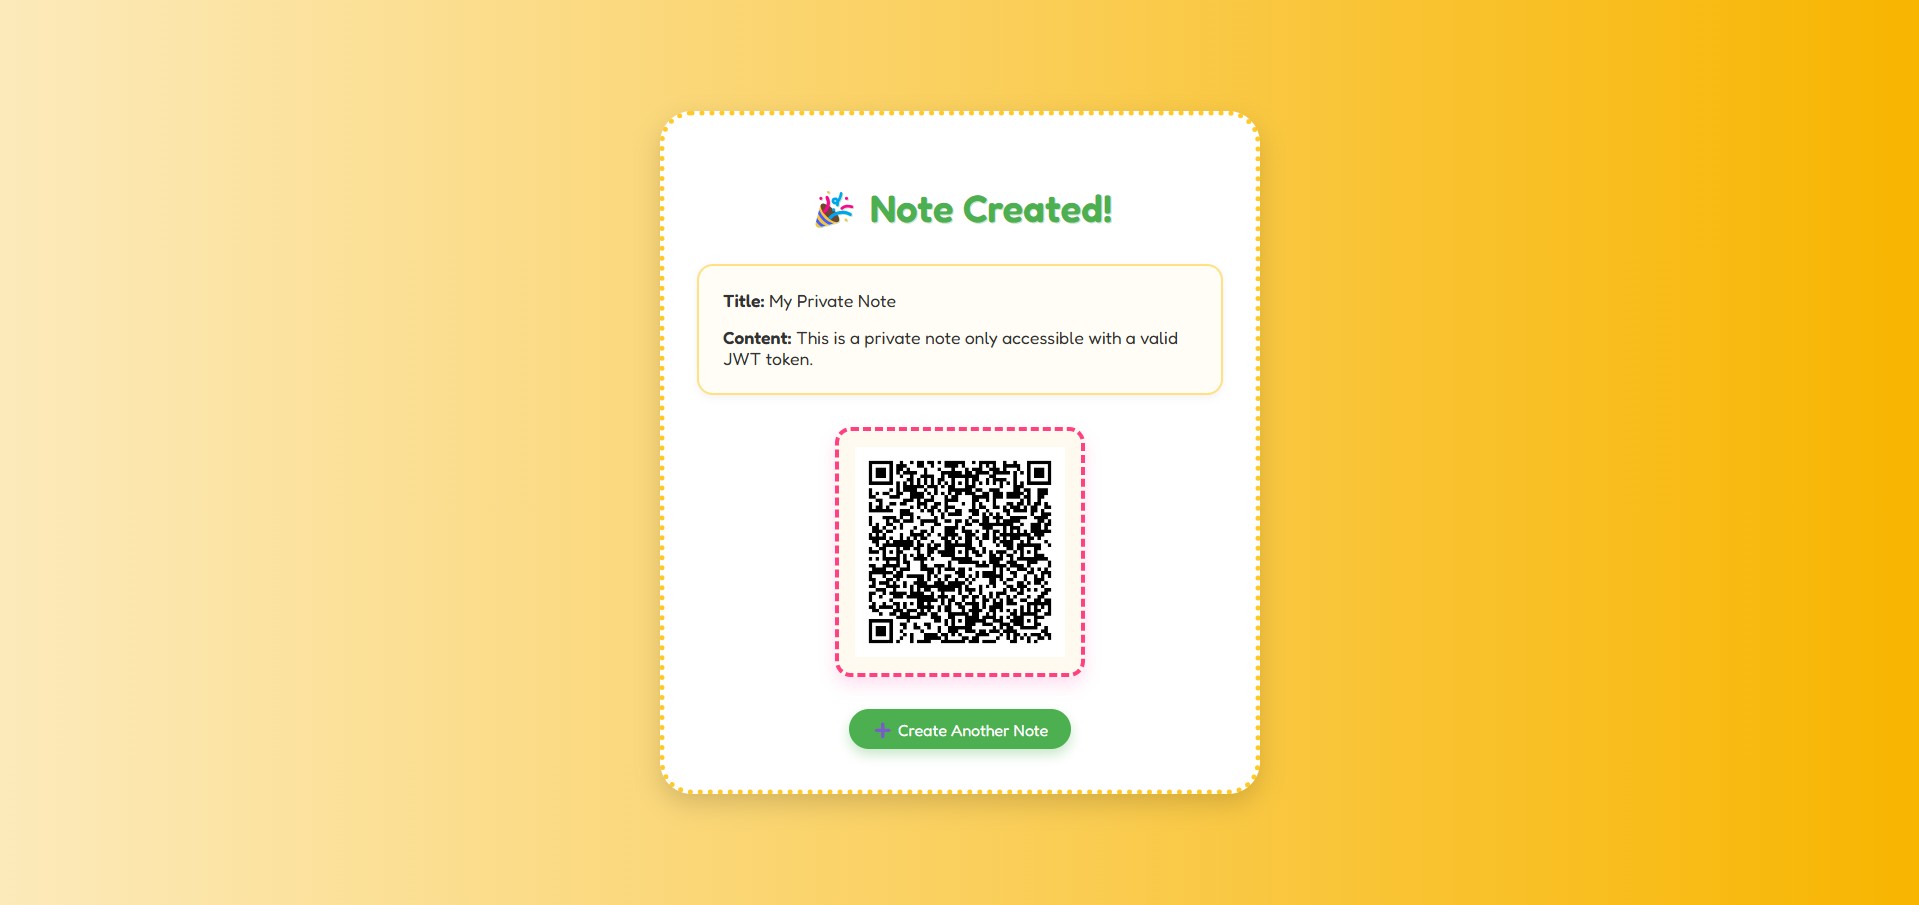 🎉 Note Created!
Title: My Private Note
Content: This is a private note only accessible with a valid
JWT token.
➕ Create Another Note